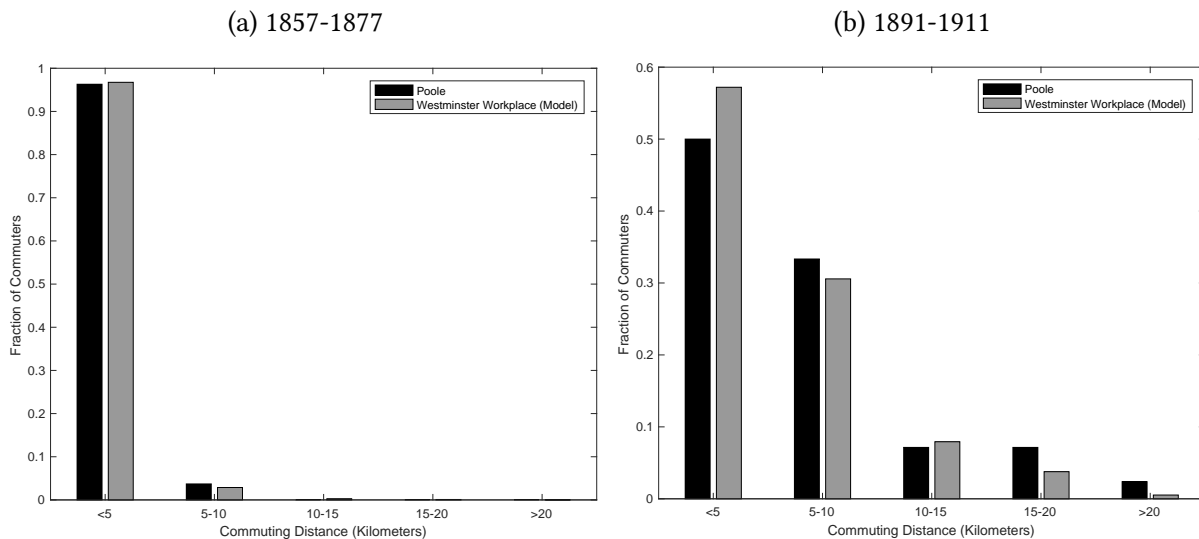 (a) 1857-1877
1
0.9
0.8
0.7
0.6
0.5
0.4
0.3
0.2
0.1
0
Fraction of Commuters
Poole
Westminster Workplace (Model)
<5 5-10 10-15 15-20 >20
Commuting Distance (Kilometers)
(b) 1891-1911
0.6
0.5
0.4
0.3
0.2
0.1
0
Fraction of Commuters
Poole
Westminster Workplace (Model)
<5 5-10 10-15 15-20 >20
Commuting Distance (Kilometers)